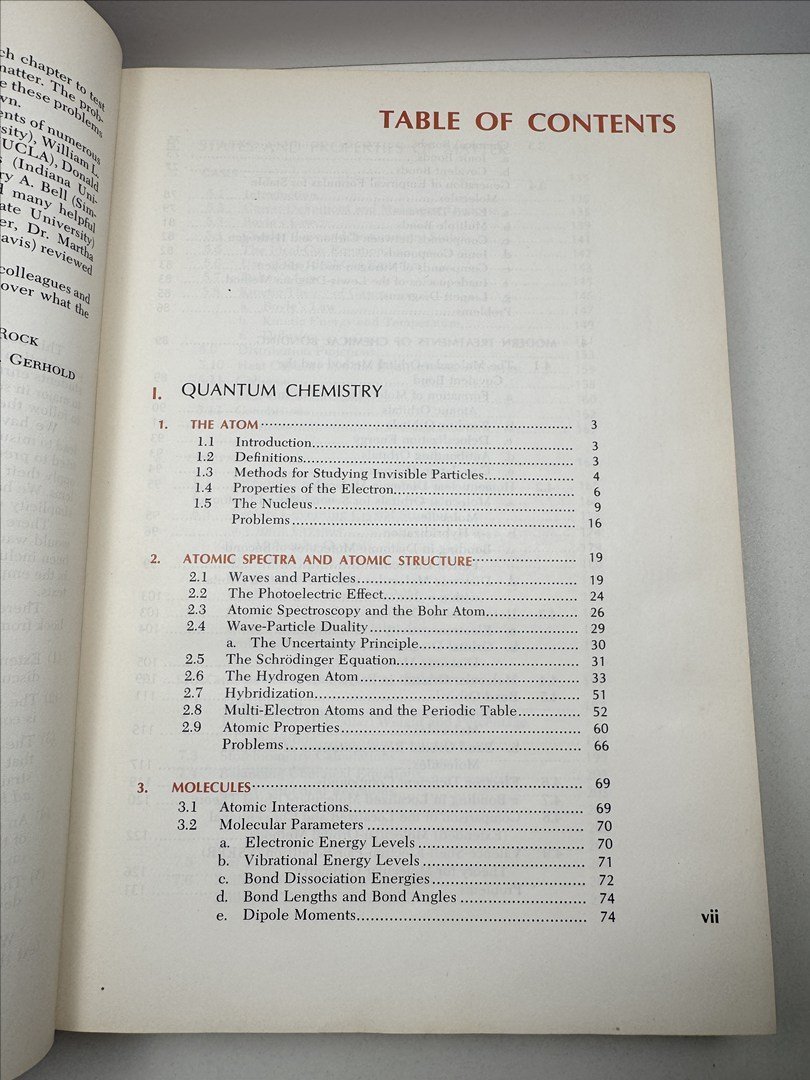 ch chapter to test
matter. The prob-
e these problems
wn.
ents of numerous
sity), William L.
UCLA), Donald
s (Indiana Uni-
ry A. Bell (Sim-
d many helpful
ate University)
er, Dr. Martha
avis) reviewed
colleagues and
over what the
ROCK
GERHOLD
TABLE OF CONTENTS
I. QUANTUM CHEMISTRY
1. THE ATOM 3
1.1 Introduction 3
1.2 Definitions 3
1.3 Methods for Studying Invisible Particles 4
1.4 Properties of the Electron 6
1.5 The Nucleus 9
Problems 16
2. ATOMIC SPECTRA AND ATOMIC STRUCTURE 19
2.1 Waves and Particles 19
2.2 The Photoelectric Effect 24
2.3 Atomic Spectroscopy and the Bohr Atom 26
2.4 Wave-Particle Duality 29
a. The Uncertainty Principle 30
2.5 The Schrödinger Equation 31
2.6 The Hydrogen Atom 33
2.7 Hybridization 51
2.8 Multi-Electron Atoms and the Periodic Table 52
2.9 Atomic Properties 60
Problems 66
3. MOLECULES 69
3.1 Atomic Interactions 69
3.2 Molecular Parameters 70
a. Electronic Energy Levels 70
b. Vibrational Energy Levels 71
c. Bond Dissociation Energies 72
d. Bond Lengths and Bond Angles 74
e. Dipole Moments 74
vii